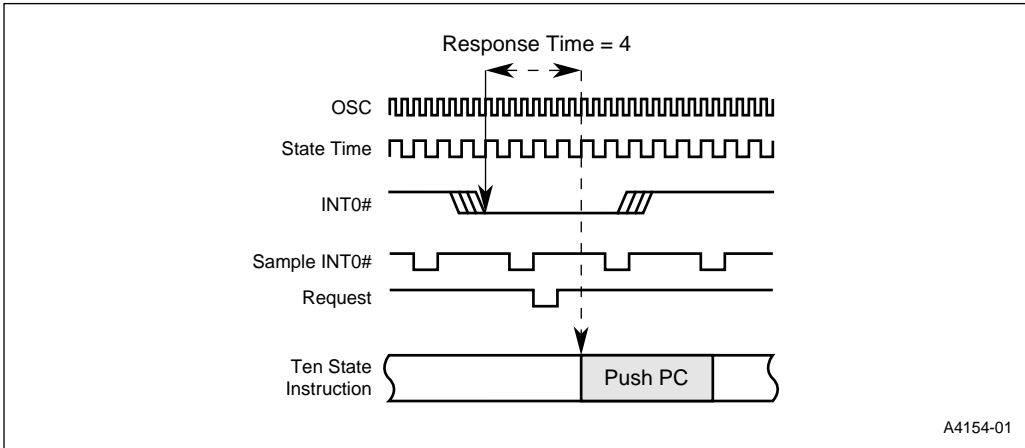 Response Time = 4
OSC
State Time
INT0#
Sample INT0#
Request
Ten State
Instruction
Push PC
A4154-01